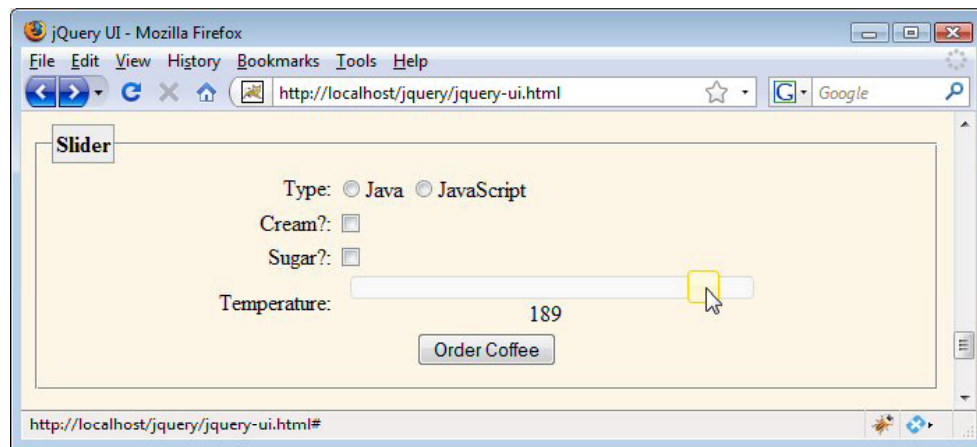 jQuery UI - Mozilla Firefox
File Edit View History Bookmarks Tools Help
http://localhost/jquery/jquery-ui.html Google
Slider
Type: Java JavaScript
Cream?:
Sugar?:
Temperature:
189
Order Coffee
http://localhost/jquery/jquery-ui.html#